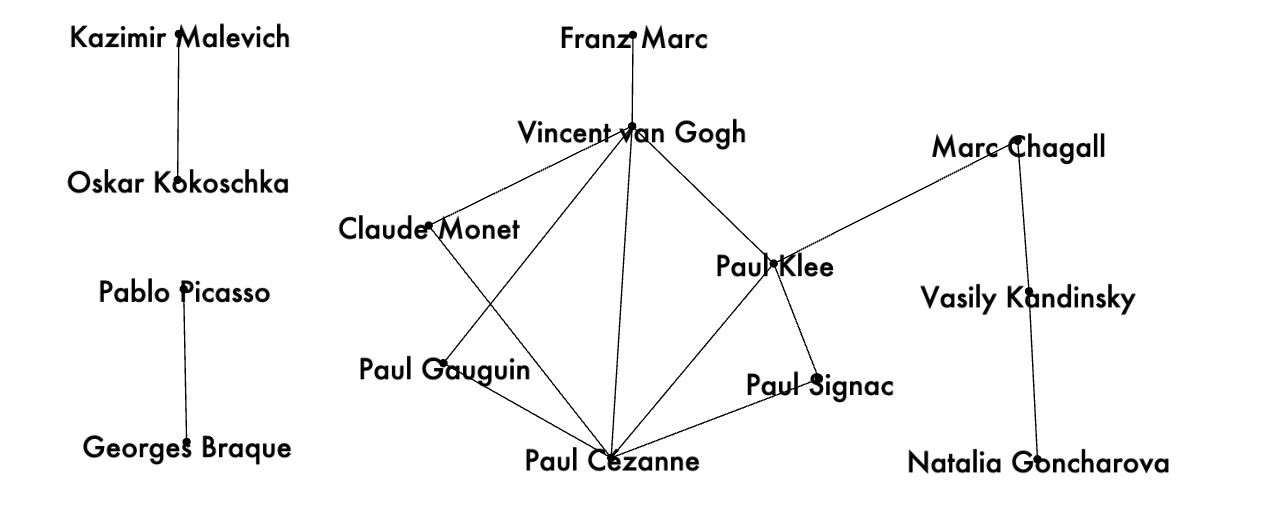 Kazimir Malevich
Franz Marc
Vincent van Gogh
Marc Chagall
Oskar Kokoschka
Claude Monet
Paul Klee
Pablo Picasso
Vasily Kandinsky
Paul Gauguin
Paul Signac
Georges Braque
Paul Cezanne
Natalia Goncharova